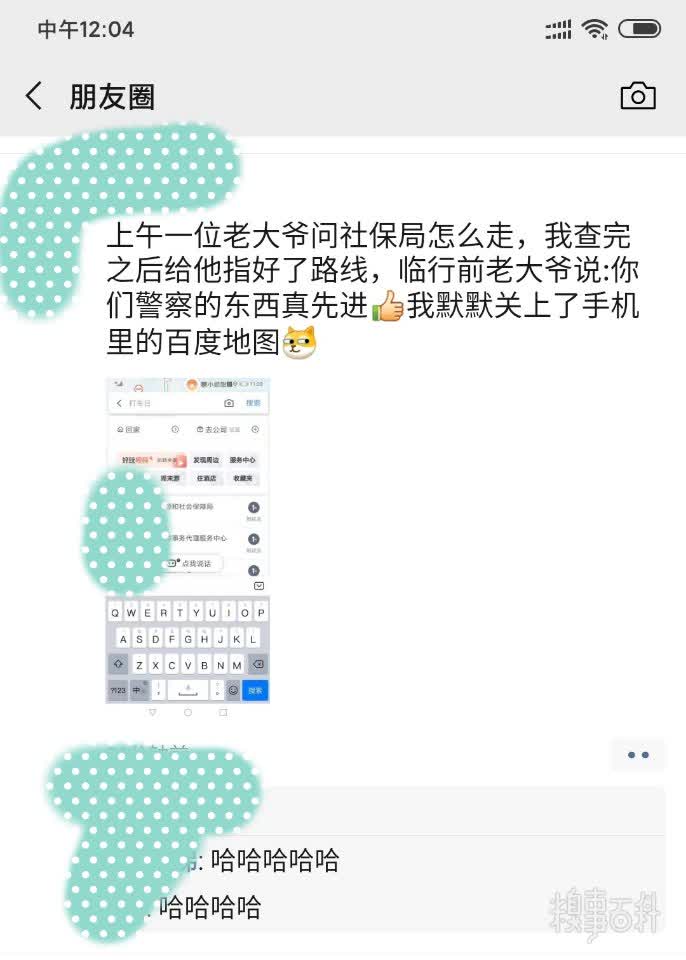 中午12:04
朋友圈
上午一位老大爷问社保局怎么走，我查完
之后给他指好了路线，临行前老大爷说:你
们警察的东西真先进👍我默默关上了手机
里的百度地图
打车日
搜索
回家
去公司
发现周边 服务中心
周末游 住酒店 收藏夹
和社会保障局
事务代理服务中心
点我说话
Q W E R T Y U I O P
A S D F G H J K L
Z X C V B N M
?123 中 搜索
: 哈哈哈哈哈
: 哈哈哈哈
糗事百科